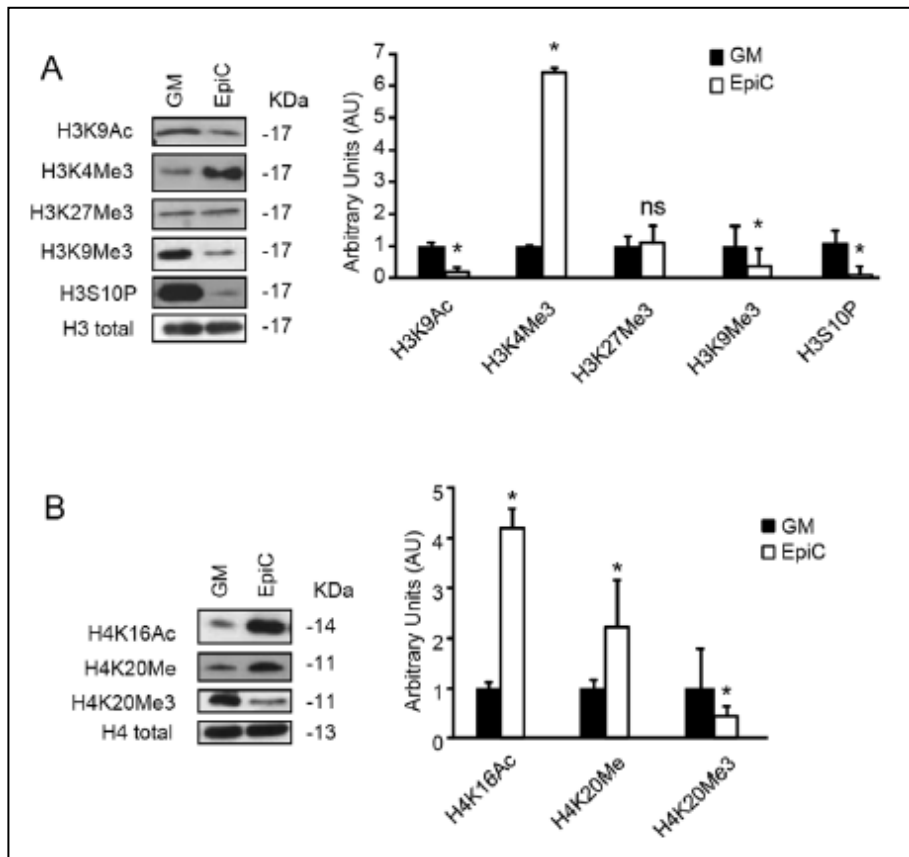 A
GM
EpiC
KDa
H3K9Ac
-17
H3K4Me3
-17
H3K27Me3
-17
H3K9Me3
-17
H3S10P
-17
H3 total
-17
Arbitrary Units (AU)
7
6
4
2
1
0
*
*
ns
*
*
GM
EpiC
H3K9Ac
H3K4Me3
H3K27Me3
H3K9Me3
H3S10P
B
GM
EpiC
KDa
H4K16Ac
-14
H4K20Me
-11
H4K20Me3
-11
H4 total
-13
Arbitrary Units (AU)
5
4
2
1
0
*
*
*
GM
EpiC
H4K16Ac
H4K20Me
H4K20Me3